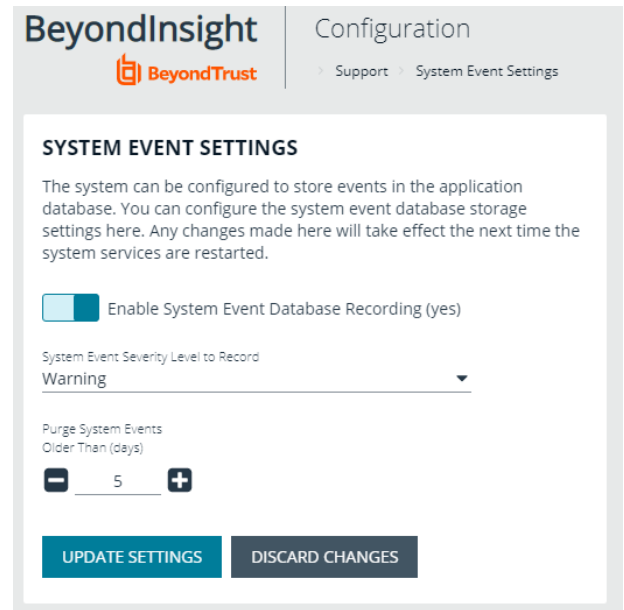 BeyondInsight
BeyondTrust
Configuration
Support
System Event Settings
SYSTEM EVENT SETTINGS
The system can be configured to store events in the application
database. You can configure the system event database storage
settings here. Any changes made here will take effect the next time the
system services are restarted.
Enable System Event Database Recording (yes)
System Event Severity Level to Record
Warning
Purge System Events
Older Than (days)
5
UPDATE SETTINGS
DISCARD CHANGES